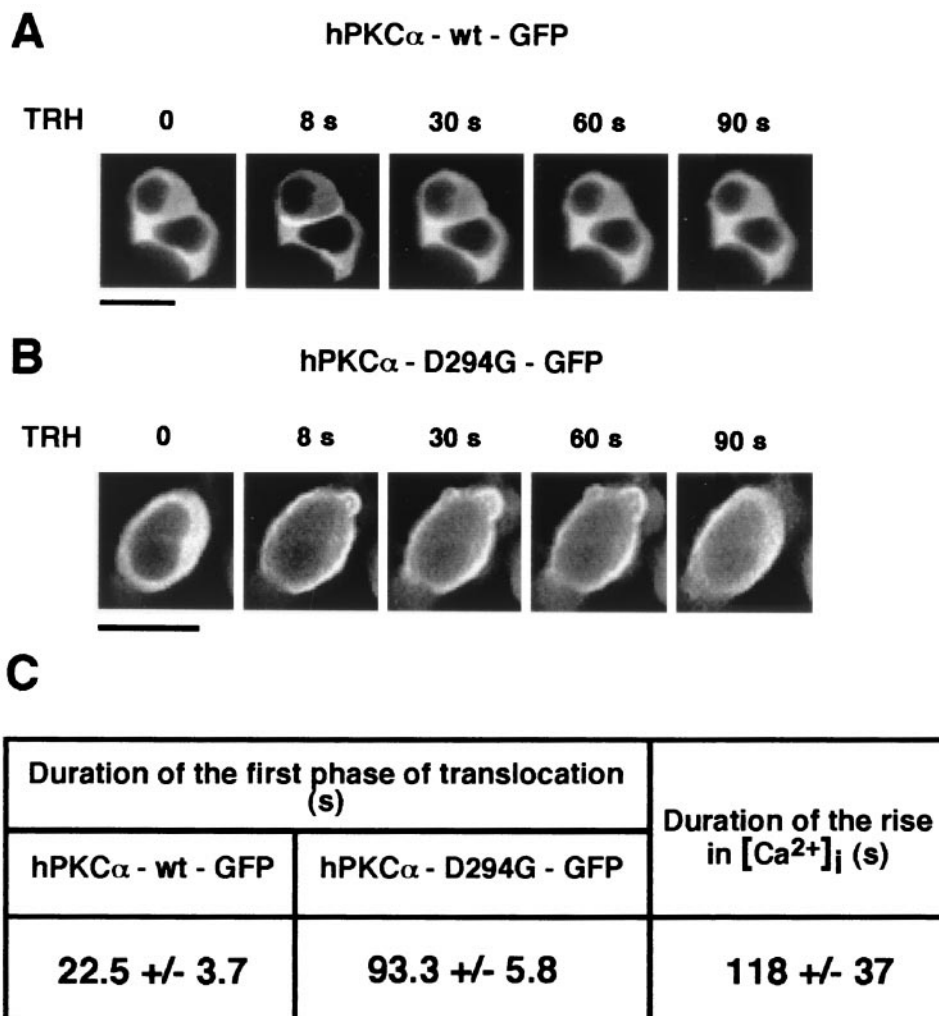 A
hPKCα - wt - GFP
TRH 0 8 s 30 s 60 s 90 s
B
hPKCα - D294G - GFP
TRH 0 8 s 30 s 60 s 90 s
C
Duration of the first phase of translocation
(s)
Duration of the rise
in [Ca2+]i (s)
hPKCα - wt - GFP
hPKCα - D294G - GFP
22.5 +/- 3.7
93.3 +/- 5.8
118 +/- 37